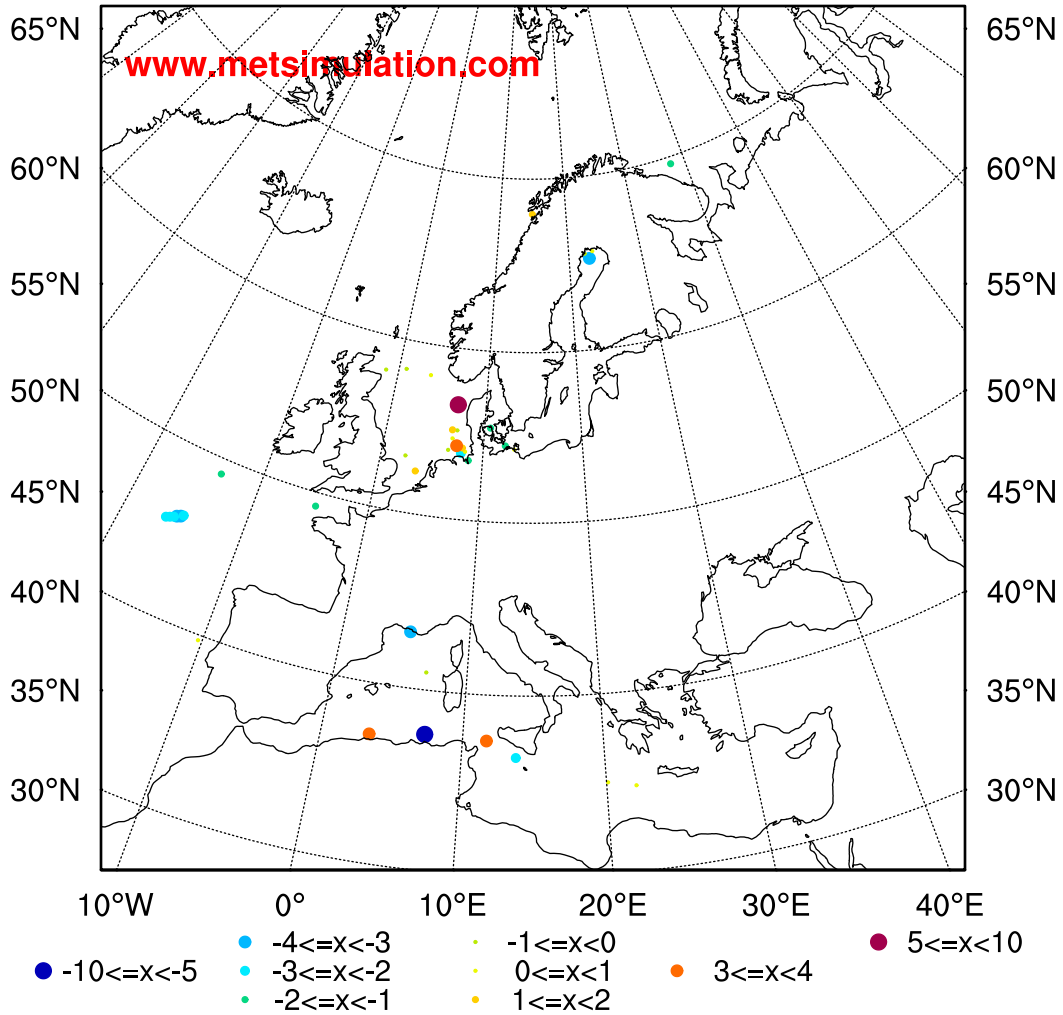 65°N 65°N
www.metsimulation.com
60°N 60°N
55°N 55°N
50°N 50°N
45°N 45°N
40°N 40°N
35°N 35°N
30°N 30°N
10°W 0° 10°E 20°E 30°E 40°E
-4<=x<-3 -1<=x<0 5<=x<10
-10<=x<-5 -3<=x<-2 0<=x<1 3<=x<4
-2<=x<-1 1<=x<2